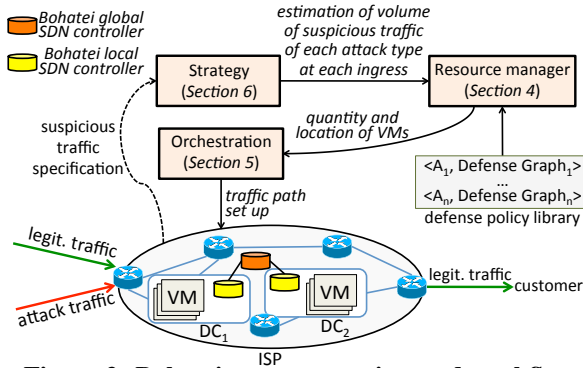 Bohatei global
SDN controller
Bohatei local
SDN controller
estimation of volume
of suspicious traffic
of each attack type
at each ingress
Strategy
(Section 6)
Resource manager
(Section 4)
suspicious
traffic
specification
quantity and
location of VMs
Orchestration
(Section 5)
<A1, Defense Graph1>
...
<An, Defense Graphn>
defense policy library
traffic path
set up
legit. traffic
attack traffic
VM
DC1
VM
DC2
legit. traffic
customer
ISP